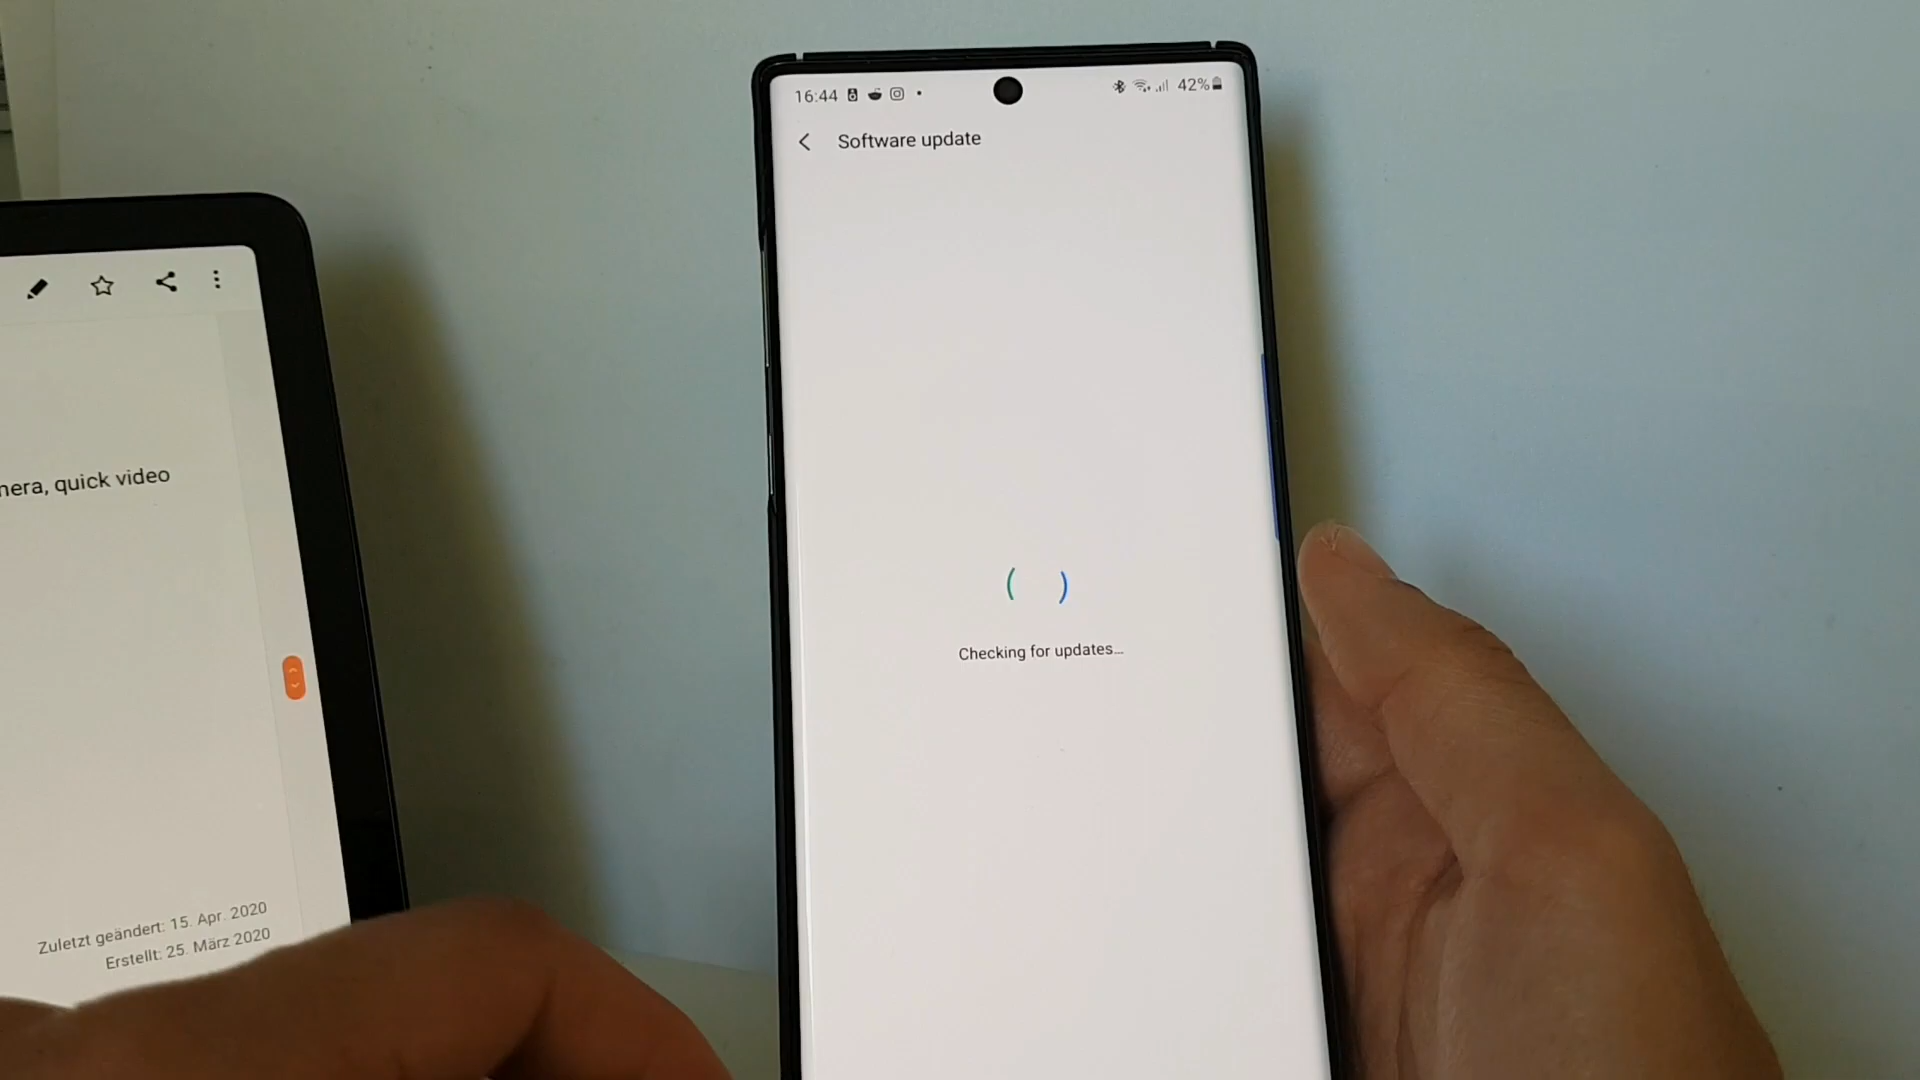 16:44
42%
Software update
Checking for updates...
nera, quick video
Zuletzt geändert: 15. Apr. 2020
Erstellt: 25. März 2020